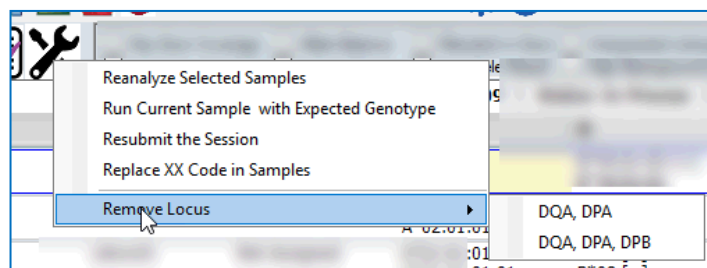 Reanalyze Selected Samples
Run Current Sample  with Expected Genotype
Resubmit the Session
Replace XX Code in Samples
Remove Locus
DQA, DPA
DQA, DPA, DPB